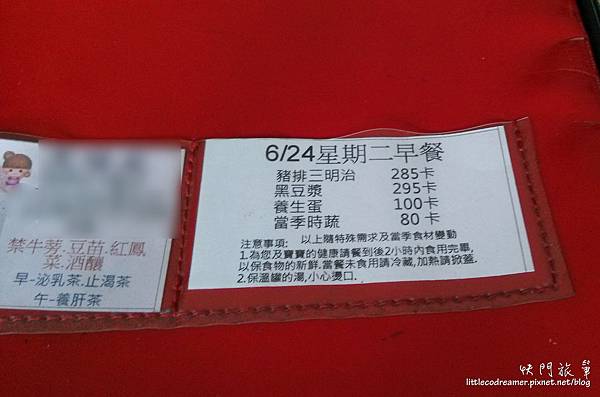 6/24星期二早餐
豬排三明治 285卡
黑豆漿 295卡
養生蛋 100卡
當季時蔬 80卡
注意事項: 以上隨特殊需求及當季食材變動
1.為您及寶寶的健康請餐到後2小時內食用完畢,
以保食物的新鮮.當餐未食用請冷藏,加熱請掀蓋.
2.保溫罐的湯,小心燙口.
禁牛蒡.豆苗.紅鳳
菜.酒釀
早-泌乳茶.止渴茶
午-養肝茶
快門旅筆
littlecodreamer.pixnet.net/blog